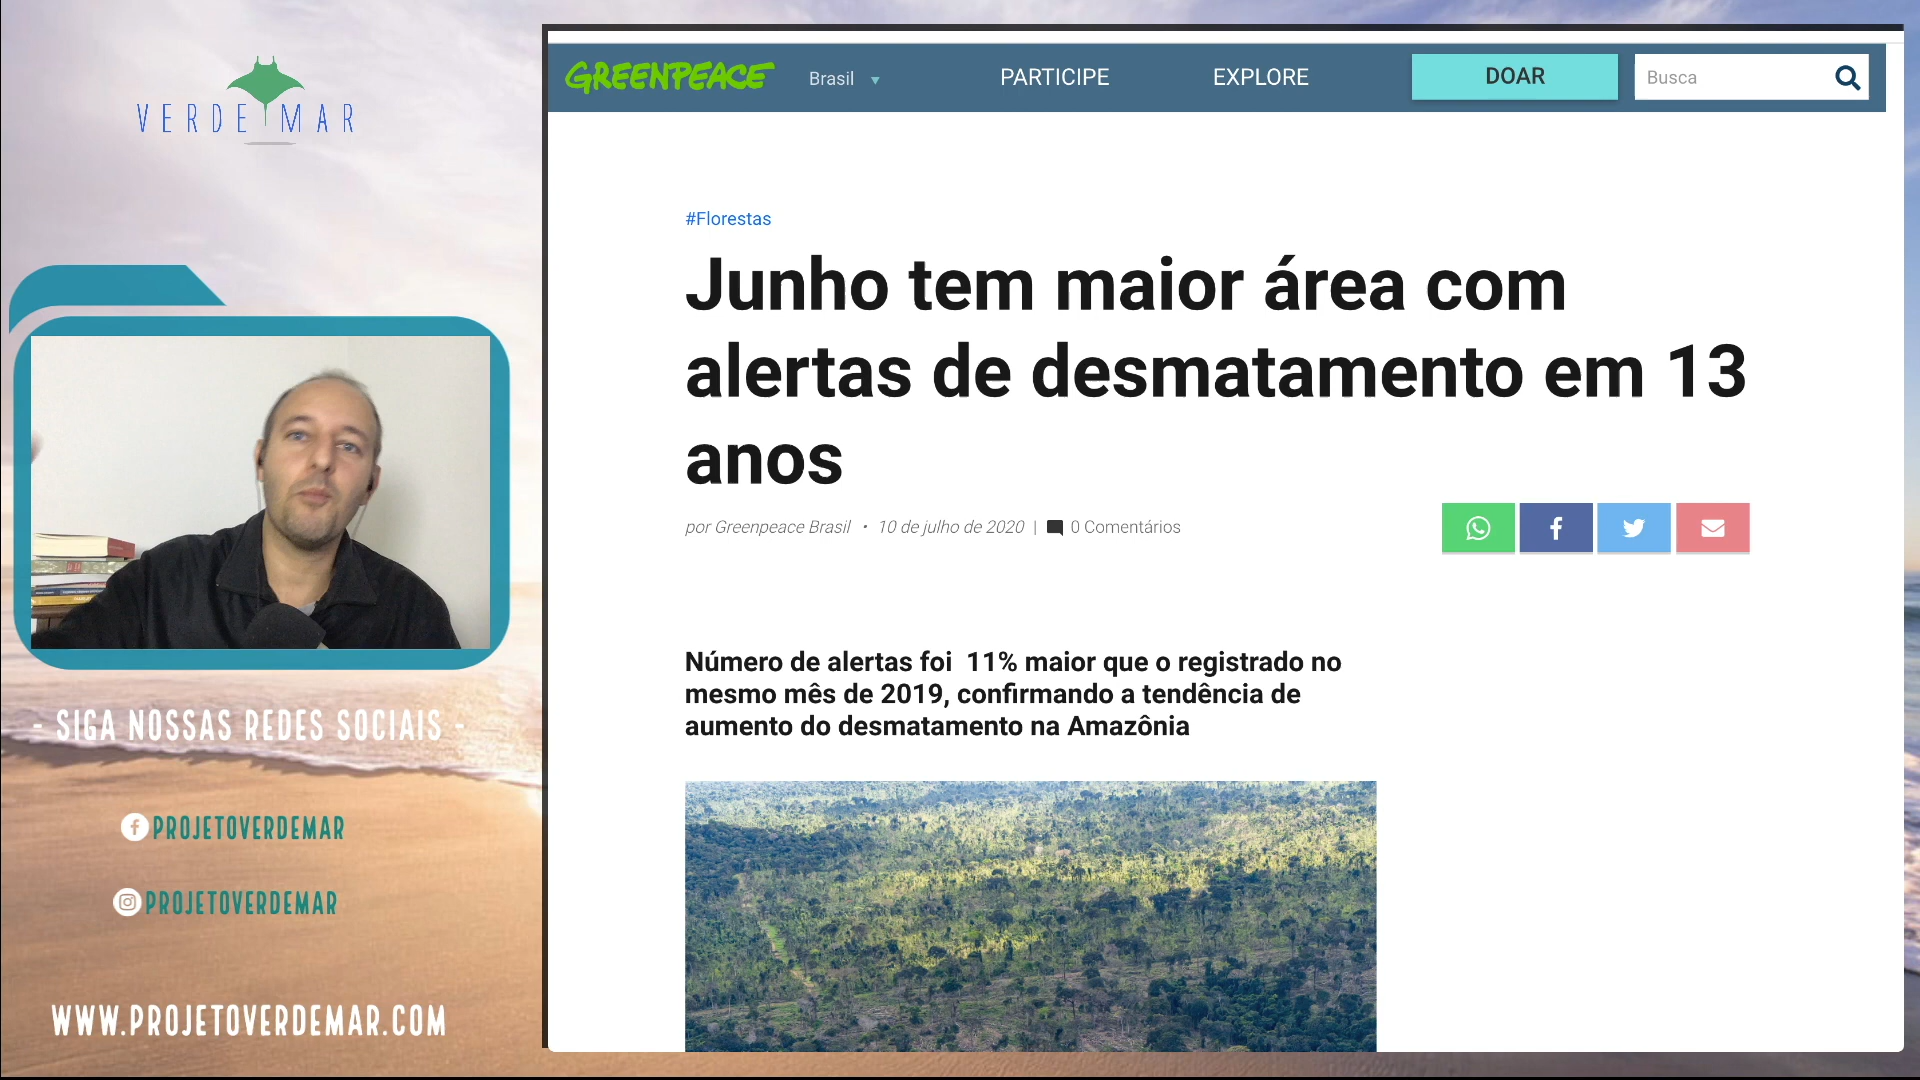 VERDE MAR
- SIGA NOSSAS REDES SOCIAIS -
PROJETOVERDEMAR
PROJETOVERDEMAR
WWW.PROJETOVERDEMAR.COM
GREENPEACE
Brasil
PARTICIPE
EXPLORE
DOAR
Busca
#Florestas
Junho tem maior área com
alertas de desmatamento em 13
anos
por Greenpeace Brasil • 10 de julho de 2020 | 0 Comentários
Número de alertas foi 11% maior que o registrado no
mesmo mês de 2019, confirmando a tendência de
aumento do desmatamento na Amazônia